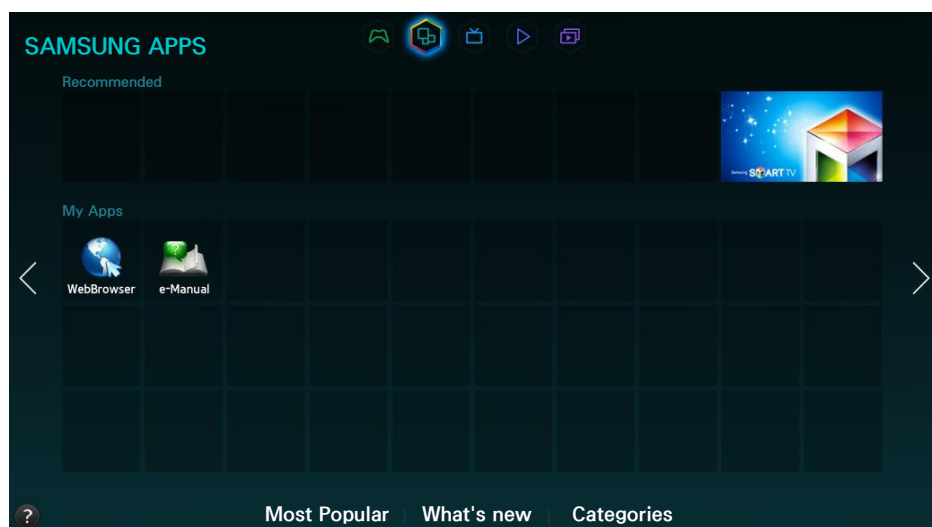 SAMSUNG APPS
Recommended
Samsung SMART TV
My Apps
WebBrowser e-Manual
?
Most Popular | What's new | Categories